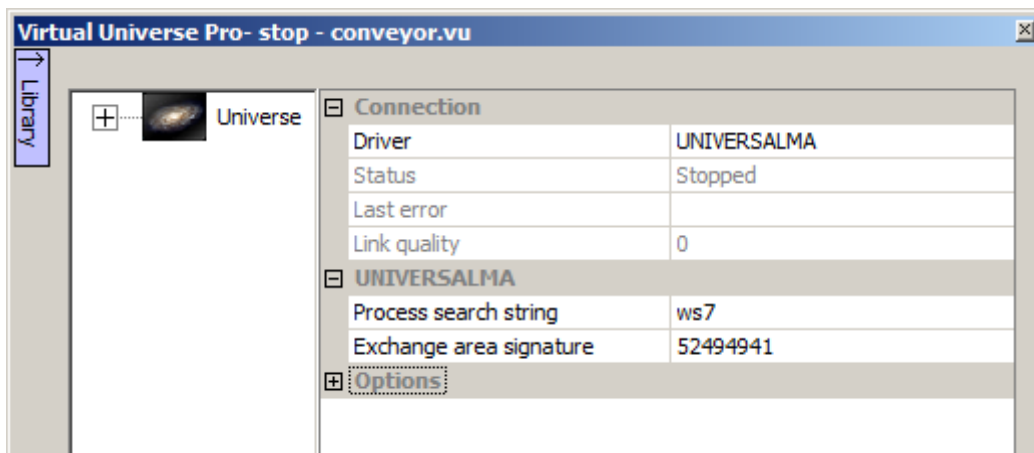 Virtual Universe Pro- stop - conveyor.vu
Library
Universe
Connection
Driver UNIVERSALMA
Status Stopped
Last error
Link quality 0
UNIVERSALMA
Process search string ws7
Exchange area signature 52494941
Options